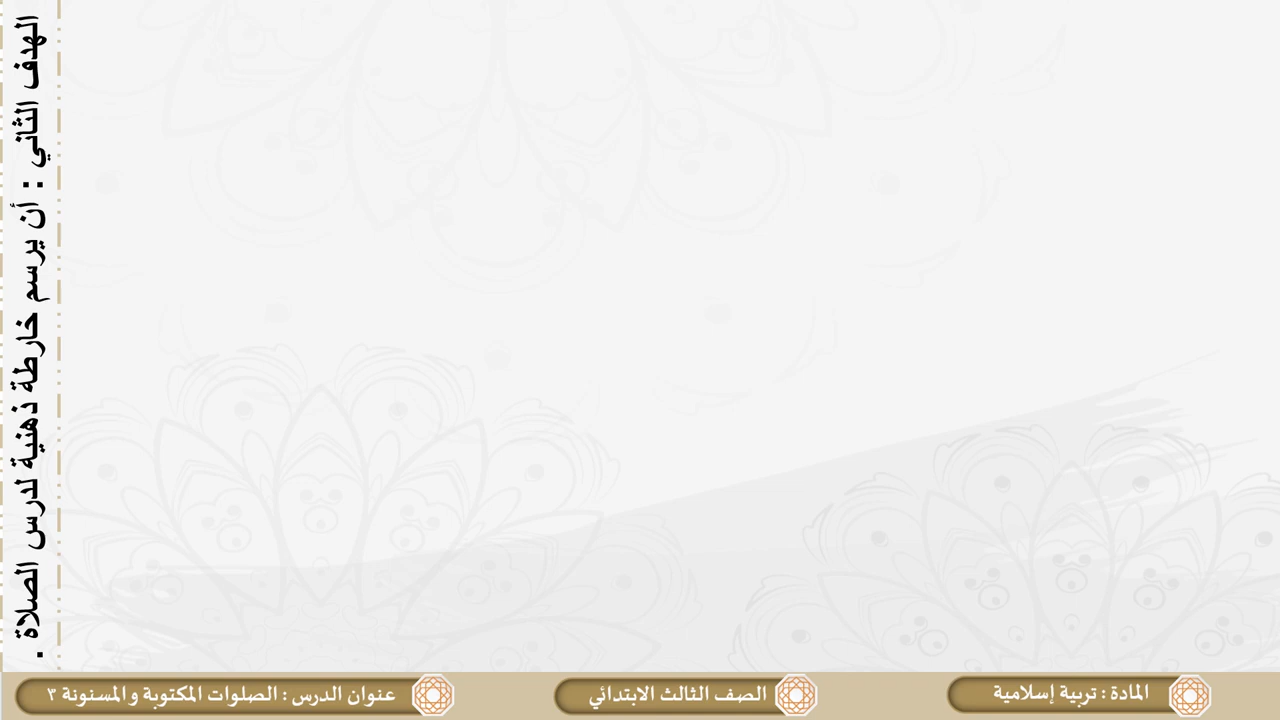 الهدف الثاني : أن يرسم خارطة ذهنية لدرس الصلاة .
المادة : تربية إسلامية
الصف الثالث الابتدائي
عنوان الدرس : الصلوات المكتوبة والمسنونة ٣